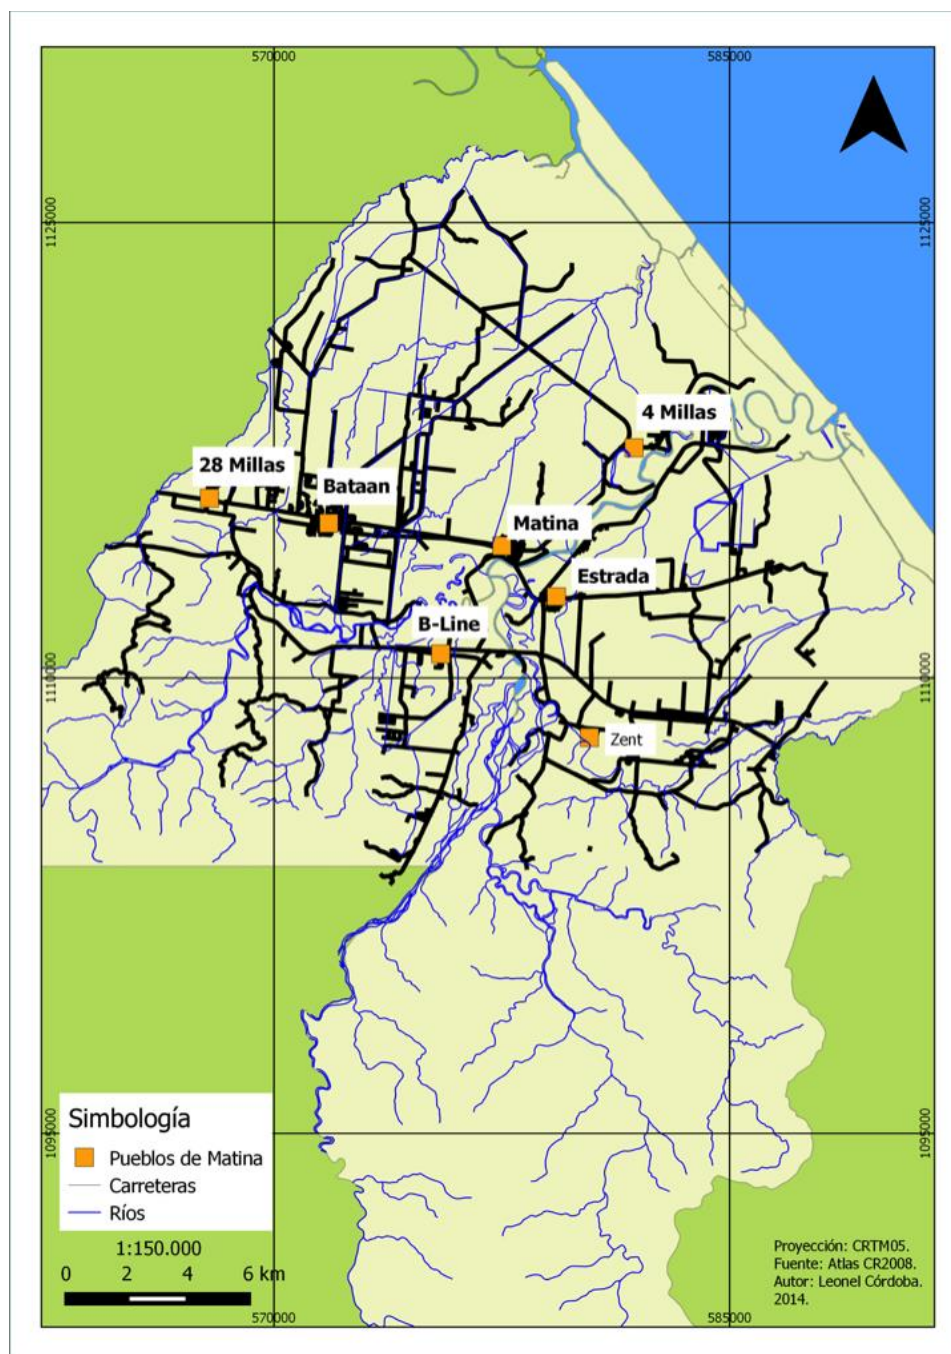 570000
585000
1125000
1125000
4 Millas
28 Millas
Bataan
Matina
Estrada
B-Line
1110000
1110000
Zent
1095000
1095000
Simbología
Pueblos de Matina
Carreteras
Ríos
1:150.000
0 2 4 6 km
Proyección: CRTM05.
Fuente: Atlas CR2008.
Autor: Leonel Córdoba.
2014.
570000
585000